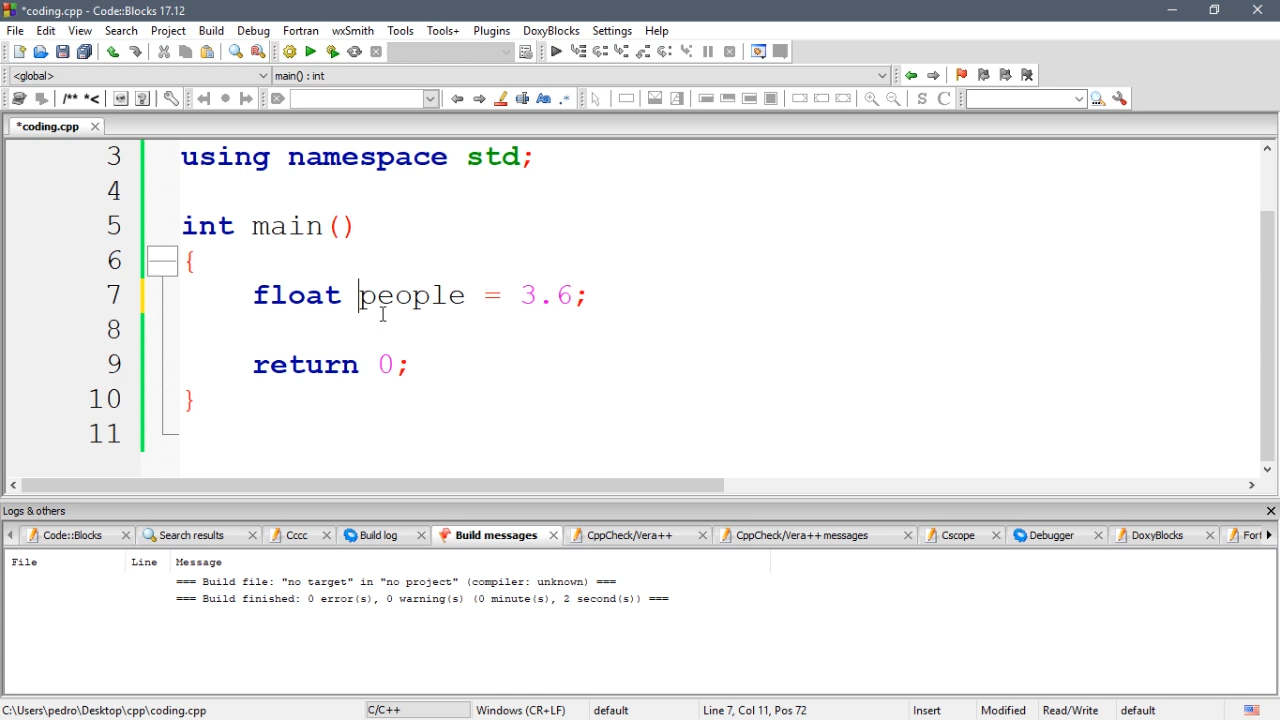 *coding.cpp - Code::Blocks 17.12
File Edit View Search Project Build Debug Fortran wxSmith Tools Tools+ Plugins DoxyBlocks Settings Help
<global> main() : int
/** *<
S C
*coding.cpp
3 using namespace std;
4
5 int main()
6 {
7 float people = 3.6;
8
9 return 0;
10 }
11
Logs & others
Code::Blocks Search results Cccc Build log Build messages CppCheck/Vera++ CppCheck/Vera++ messages Cscope Debugger DoxyBlocks Fort
File Line Message
=== Build file: "no target" in "no project" (compiler: unknown) ===
=== Build finished: 0 error(s), 0 warning(s) (0 minute(s), 2 second(s)) ===
C:\Users\pedro\Desktop\cpp\coding.cpp C/C++ Windows (CR+LF) default Line 7, Col 11, Pos 72 Insert Modified Read/Write default